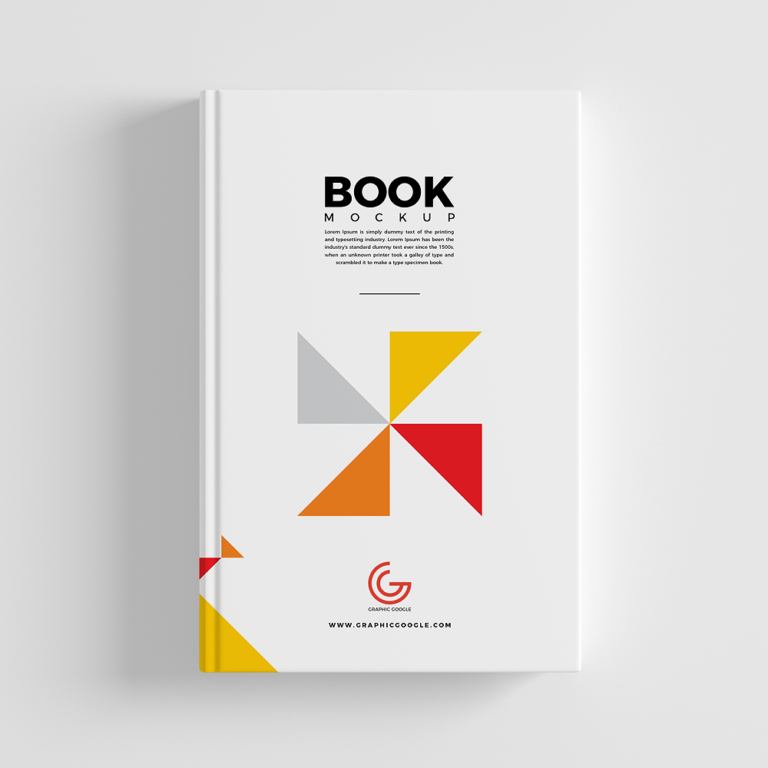 BOOK
MOCKUP
Lorem Ipsum is simply dummy text of the printing
and typesetting industry. Lorem Ipsum has been the
industry's standard dummy text ever since the 1500s,
when an unknown printer took a galley of type and
scrambled it to make a type specimen book.
GRAPHIC GOOGLE
WWW.GRAPHICGOOGLE.COM